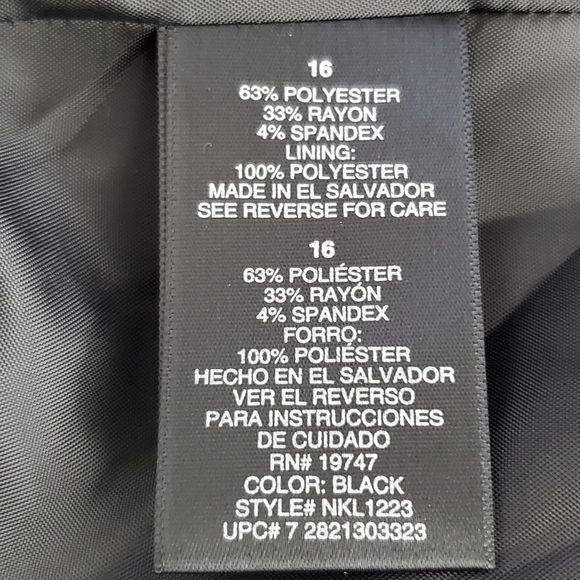 16
63% POLYESTER
33% RAYON
4% SPANDEX
LINING:
100% POLYESTER
MADE IN EL SALVADOR
SEE REVERSE FOR CARE
16
63% POLIÉSTER
33% RAYÓN
4% SPANDEX
FORRO:
100% POLIÉSTER
HECHO EN EL SALVADOR
VER EL REVERSO
PARA INSTRUCCIONES
DE CUIDADO
RN# 19747
COLOR: BLACK
STYLE# NKL1223
UPC# 7 2821303323